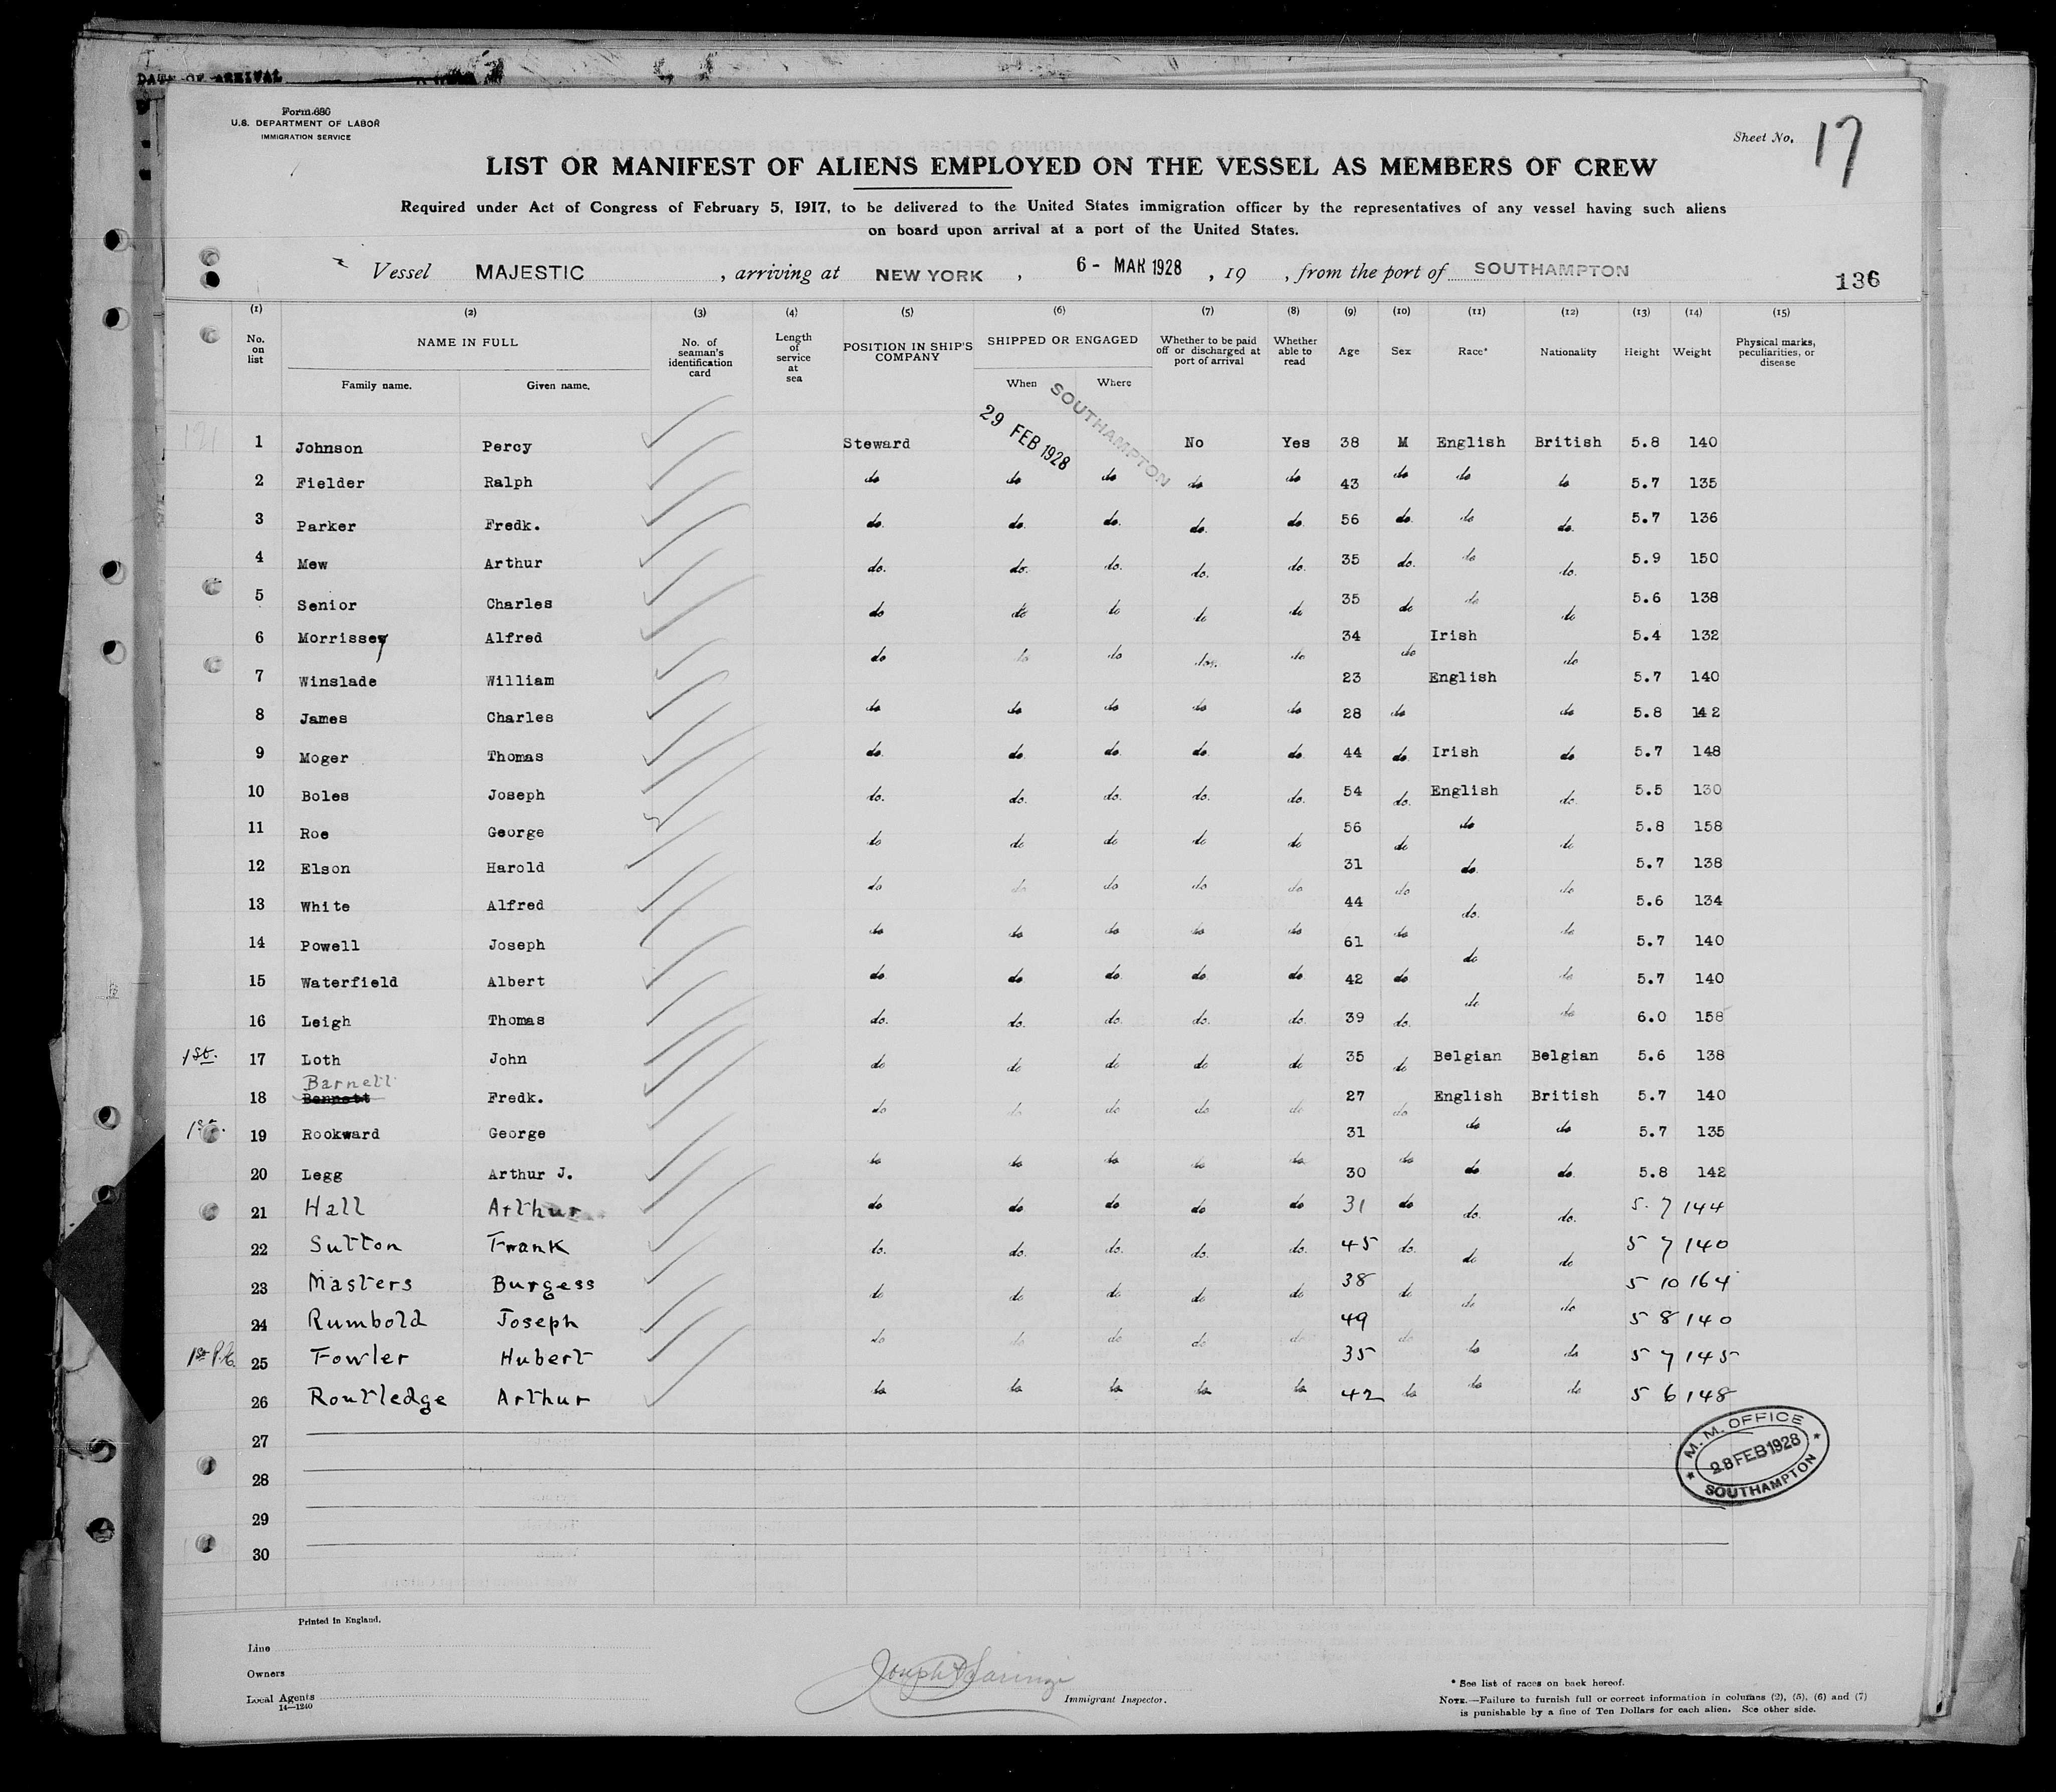 DATE OF ARRIVAL
Form 680
U.S. DEPARTMENT OF LABOR
IMMIGRATION SERVICE
Sheet No. 17
LIST OR MANIFEST OF ALIENS EMPLOYED ON THE VESSEL AS MEMBERS OF CREW
Required under Act of Congress of February 5, 1917, to be delivered to the United States immigration officer by the representatives of any vessel having such aliens
on board upon arrival at a port of the United States.
Vessel MAJESTIC, arriving at NEW YORK, 6 - MAR 1928, 19 , from the port of SOUTHAMPTON
136
(1) (2) (3) (4) (5) (6) (7) (8) (9) (10) (11) (12) (13) (14) (15)
No. on list NAME IN FULL Family name. Given name. No. of seaman's identification card Length of service at sea POSITION IN SHIP'S COMPANY SHIPPED OR ENGAGED When Where Whether to be paid off or discharged at port of arrival Whether able to read Age Sex Race* Nationality Height Weight Physical marks, peculiarities, or disease
121
29 FEB 1928 SOUTHAMPTON
1 Johnson Percy Steward No Yes 38 M English British 5.8 140
2 Fielder Ralph do do do do do 43 do do do 5.7 135
3 Parker Fredk. do. do. do. do. do. 56 do. do do. 5.7 136
4 Mew Arthur do. do. do. do. do. 35 do. do do. 5.9 150
5 Senior Charles do do do do do 35 do do do 5.6 138
6 Morrissey Alfred do do do do. do 34 do Irish do 5.4 132
7 Winslade William 23 English 5.7 140
8 James Charles do do do do do 28 do do 5.8 142
9 Moger Thomas do. do. do. do. do. 44 do. Irish do 5.7 148
10 Boles Joseph do. do. do. do. do. 54 do. English do. 5.5 130
11 Roe George do do do do do 56 do do do 5.8 158
12 Elson Harold do do do do do 31 do do. do 5.7 138
13 White Alfred 44 do. 5.6 134
14 Powell Joseph do do do do do 61 do do do 5.7 140
15 Waterfield Albert do do do do do 42 do do do 5.7 140
16 Leigh Thomas do. do. do. do. do. 39 do. do 5.8 6.0 158
1st. 17 Loth John do do do do do 35 do Belgian Belgian 5.6 138
Barnell
18 Bennett Fredk. do do do do do 27 do English British 5.7 140
1st. 19 Rookward George 31 do do 5.7 135
20 Legg Arthur J. do do do do do 30 do do do. 5.8 142
21 Hall Arthur do do do do do 31 do do. do. 5.7 144
22 Sutton Frank do. do. do. do. do. 45 do. do do 5 7 140
23 Masters Burgess do do do do do 38 do do do 5 10 164
24 Rumbold Joseph do do do do do 49 do 5 8 140
1st P.C. 25 Fowler Hubert 35 do do 5 7 145
26 Routledge Arthur do do do do do 42 do do do 5 6 148
27
28
29
30
M. M. OFFICE
28 FEB 1928
SOUTHAMPTON
Printed in England.
Line
Owners
Local Agents
14—1240
Immigrant Inspector.
* See list of races on back hereof.
NOTE.—Failure to furnish full or correct information in columns (2), (5), (6) and (7)
is punishable by a fine of Ten Dollars for each alien. See other side.